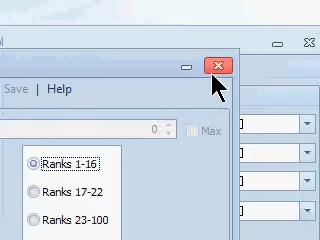 Save | Help
0
Max
Ranks 1-16
Ranks 17-22
Ranks 23-100